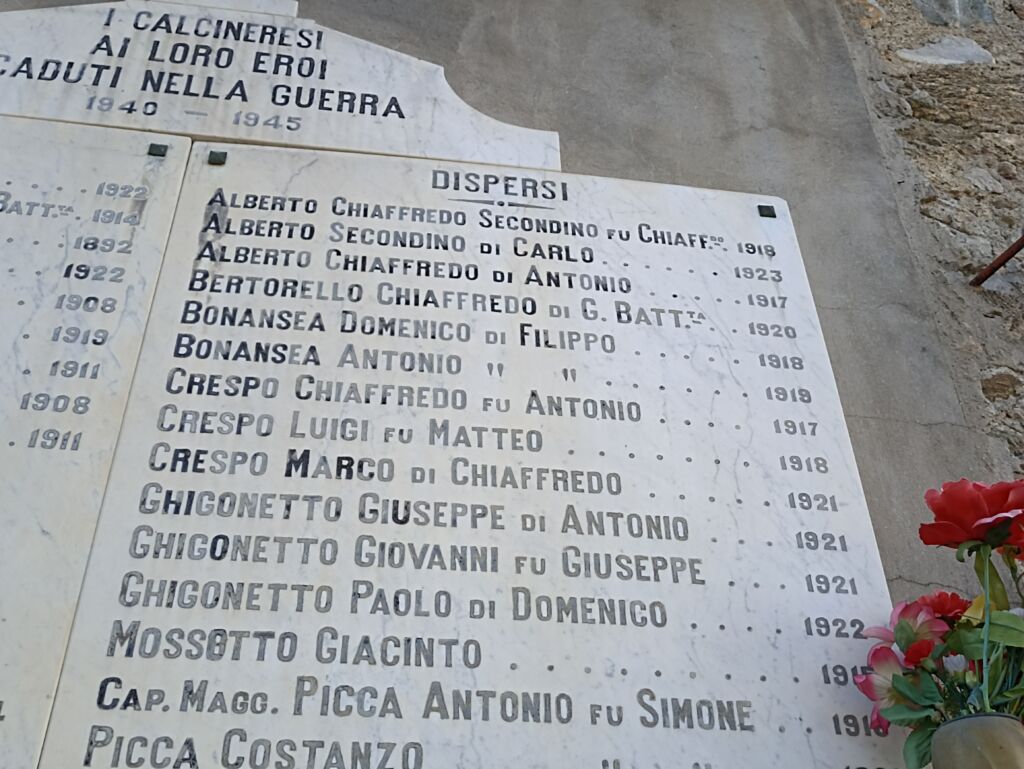 I CALCINERESI
AI LORO EROI
CADUTI NELLA GUERRA
1940 – 1945
. . . . . 1922
BATT.TA. 1914
. . . 1892
. . . 1922
. . 1908
. 1919
. 1911
1908
. 1911
DISPERSI
ALBERTO CHIAFFREDO SECONDINO FU CHIAFF.DO. 1918
ALBERTO SECONDINO DI CARLO . . . . . . 1923
ALBERTO CHIAFFREDO DI ANTONIO . . . . . 1917
BERTORELLO CHIAFFREDO DI G. BATT.TA. . 1920
BONANSEA DOMENICO DI FILIPPO . . . . . 1918
BONANSEA ANTONIO " " . . . . . . 1919
CRESPO CHIAFFREDO FU ANTONIO . . . . 1917
CRESPO LUIGI FU MATTEO . . . . . . . 1918
CRESPO MARCO DI CHIAFFREDO . . . . . 1921
GHIGONETTO GIUSEPPE DI ANTONIO . . . 1921
GHIGONETTO GIOVANNI FU GIUSEPPE . . . 1921
GHIGONETTO PAOLO DI DOMENICO . . . . 1922
MOSSOTTO GIACINTO . . . . . . . .
CAP. MAGG. PICCA ANTONIO FU SIMONE . .
PICCA COSTANZO " "